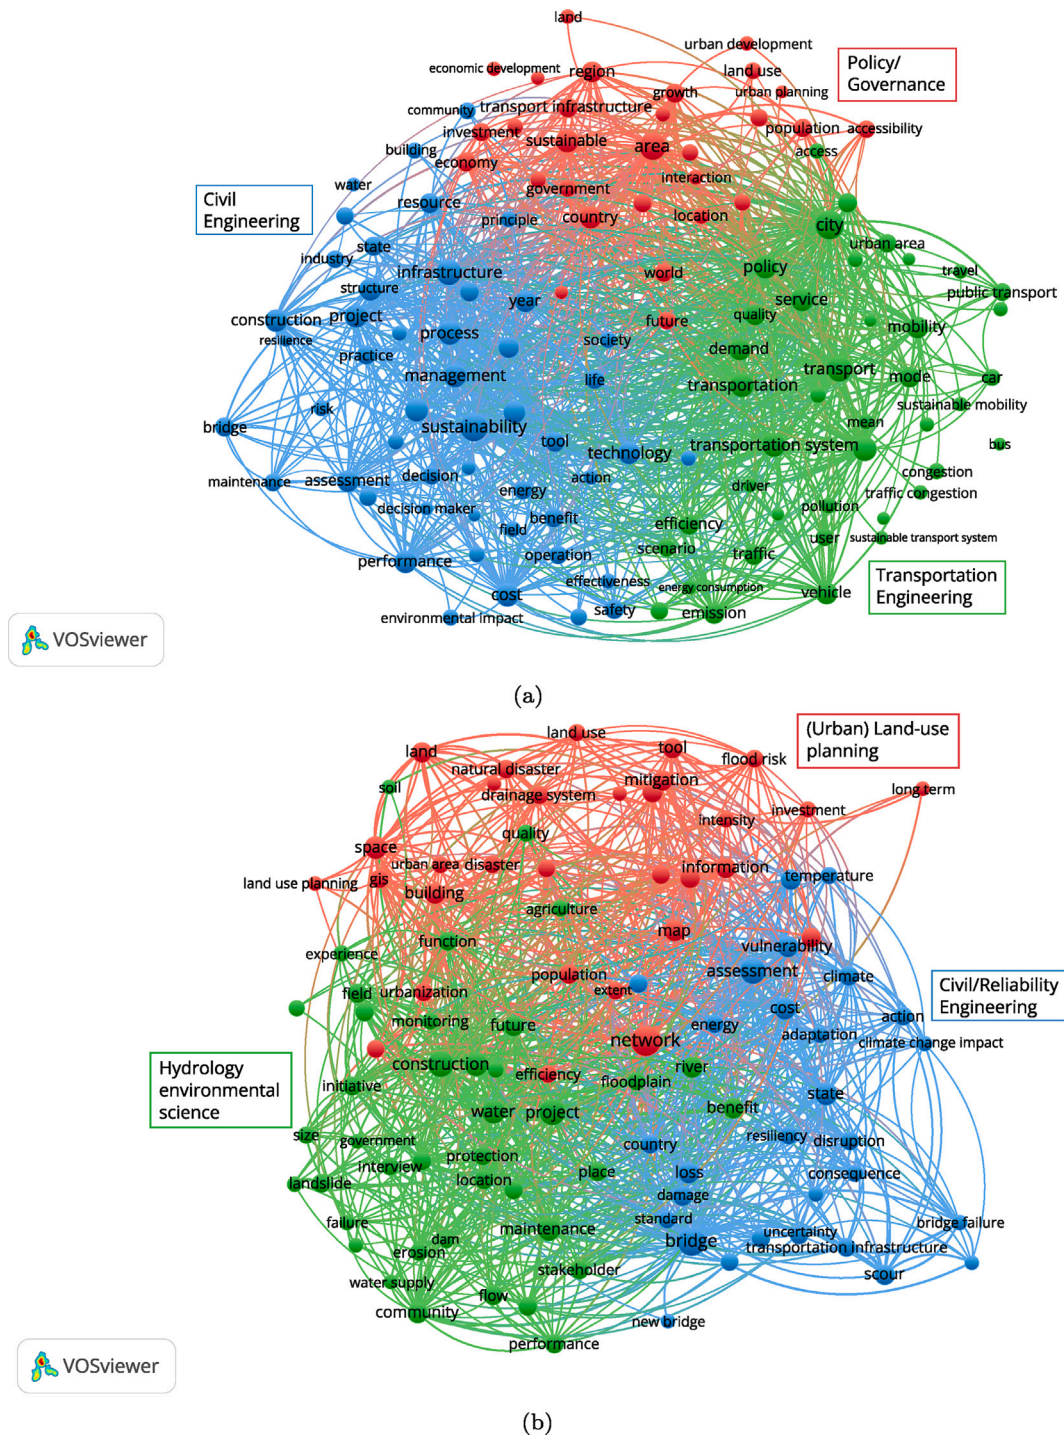 land
urban development
Policy/
Governance
economic development
region
land use
growth
urban planning
community
transport infrastructure
population
accessibility
investment
sustainable
area
access
building
economy
interaction
water
government
Civil
Engineering
resource
principle
country
location
city
state
urban area
industry
infrastructure
world
policy
travel
structure
year
service
public transport
construction
project
future
quality
mobility
resilience
process
society
practice
demand
transport
management
life
transportation
mode
car
risk
sustainable mobility
bridge
sustainability
mean
tool
technology
transportation system
bus
maintenance
assessment
decision
action
driver
congestion
energy
traffic congestion
decision maker
pollution
field
benefit
efficiency
user
sustainable transport system
performance
operation
scenario
traffic
Transportation
Engineering
effectiveness
energy consumption
cost
vehicle
environmental impact
safety
emission
VOSviewer
(a)
land use
(Urban) Land-use
planning
land
tool
flood risk
natural disaster
mitigation
soil
drainage system
long term
investment
intensity
quality
space
urban area
disaster
information
temperature
land use planning
gis
building
agriculture
map
function
vulnerability
experience
assessment
population
climate
Civil/Reliability
Engineering
field
urbanization
extent
cost
action
monitoring
future
energy
adaptation
network
climate change impact
Hydrology
environmental
science
construction
efficiency
floodplain
river
initiative
state
water
project
benefit
size
government
country
resiliency
disruption
interview
protection
landslide
location
place
loss
consequence
damage
failure
maintenance
standard
bridge failure
dam
uncertainty
erosion
bridge
transportation infrastructure
stakeholder
scour
water supply
flow
community
new bridge
performance
VOSviewer
(b)